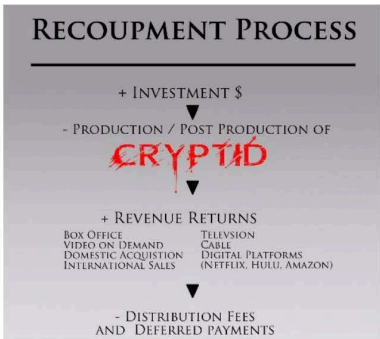 RECOUPMENT PROCESS
+ INVESTMENT $
- PRODUCTION / POST PRODUCTION OF
CRYPTID
+ REVENUE RETURNS
BOX OFFICE
VIDEO ON DEMAND
DOMESTIC ACQUISTION
INTERNATIONAL SALES
TELEVSION
CABLE
DIGITAL PLATFORMS
(NETFLIX, HULU, AMAZON)
- DISTRIBUTION FEES
AND DEFERRED PAYMENTS